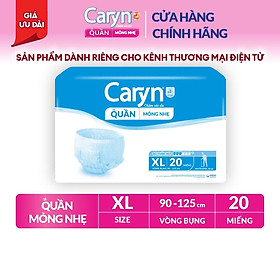 GIÁ
ƯU ĐÃI
Caryn
QUẦN
MỎNG NHẸ
CỬA HÀNG
CHÍNH HÃNG
SẢN PHẨM DÀNH RIÊNG CHO KÊNH THƯƠNG MẠI ĐIỆN TỬ
Caryn
QUẦN
MỎNG NHẸ
XL 20
QUẦN
MỎNG NHẸ
XL
SIZE
90-125cm
VÒNG BỤNG
20
MIẾNG